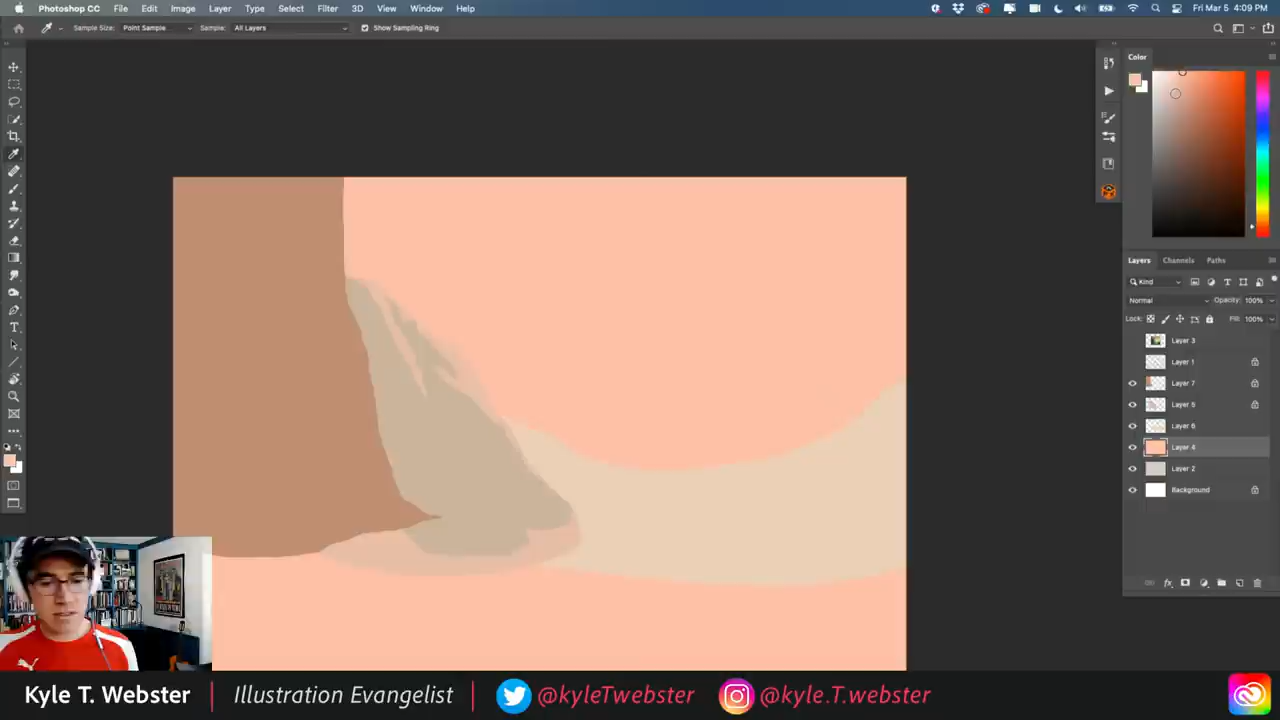 Photoshop CC File Edit Image Layer Type Select Filter 3D View Window Help Fri Mar 5 4:09 PM
Sample Size: Point Sample Sample: All Layers Show Sampling Ring
Color
Layers Channels Paths
Kind
Normal Opacity: 100%
Lock: Fill: 100%
Layer 3
Layer 1
Layer 7
Layer 5
Layer 6
Layer 4
Layer 2
Background
Kyle T. Webster | Illustration Evangelist | @kyleTwebster @kyle.T.webster